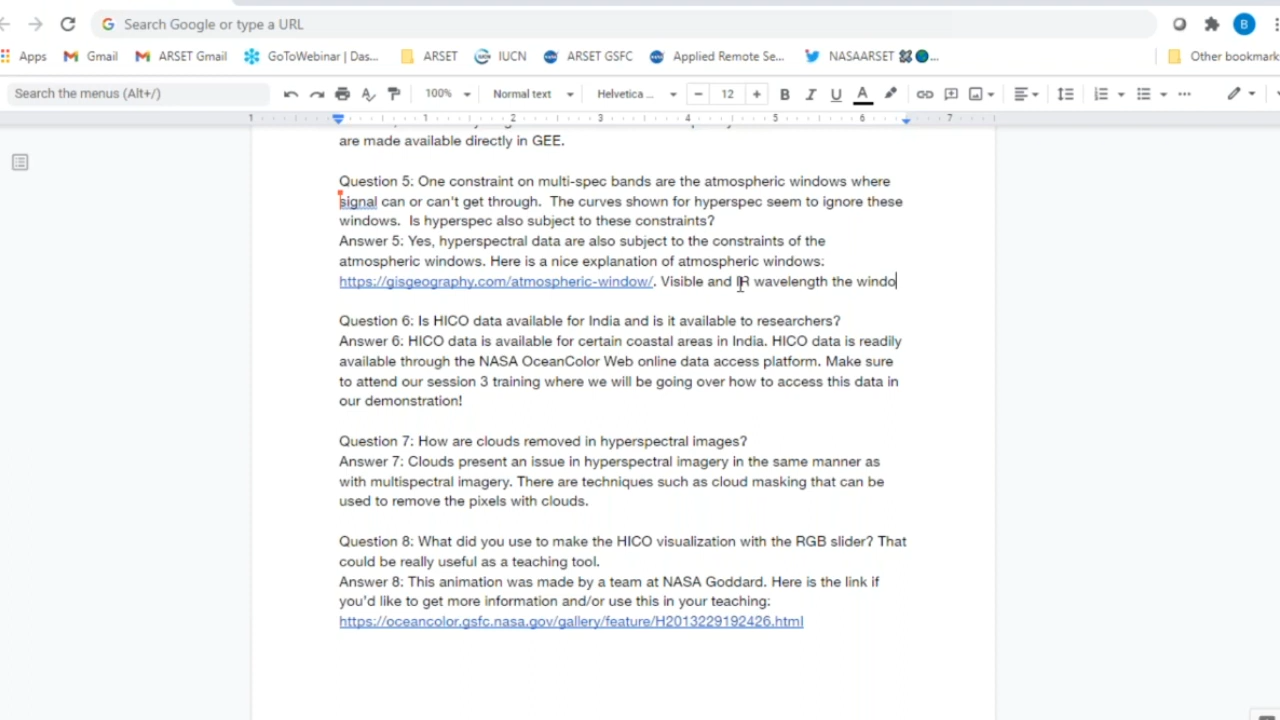 Search Google or type a URL
B
Apps
Gmail
ARSET Gmail
GoToWebinar | Das...
ARSET
IUCN
ARSET GSFC
Applied Remote Se...
NASAARSET
Other bookmark
Search the menus (Alt+/)
100%
Normal text
Helvetica ...
12
B I U A
1 1 2 3 4 5 6 7
are made available directly in GEE.
Question 5: One constraint on multi-spec bands are the atmospheric windows where
signal can or can't get through. The curves shown for hyperspec seem to ignore these
windows. Is hyperspec also subject to these constraints?
Answer 5: Yes, hyperspectral data are also subject to the constraints of the
atmospheric windows. Here is a nice explanation of atmospheric windows:
https://gisgeography.com/atmospheric-window/. Visible and IR wavelength the windo
Question 6: Is HICO data available for India and is it available to researchers?
Answer 6: HICO data is available for certain coastal areas in India. HICO data is readily
available through the NASA OceanColor Web online data access platform. Make sure
to attend our session 3 training where we will be going over how to access this data in
our demonstration!
Question 7: How are clouds removed in hyperspectral images?
Answer 7: Clouds present an issue in hyperspectral imagery in the same manner as
with multispectral imagery. There are techniques such as cloud masking that can be
used to remove the pixels with clouds.
Question 8: What did you use to make the HICO visualization with the RGB slider? That
could be really useful as a teaching tool.
Answer 8: This animation was made by a team at NASA Goddard. Here is the link if
you'd like to get more information and/or use this in your teaching:
https://oceancolor.gsfc.nasa.gov/gallery/feature/H2013229192426.html